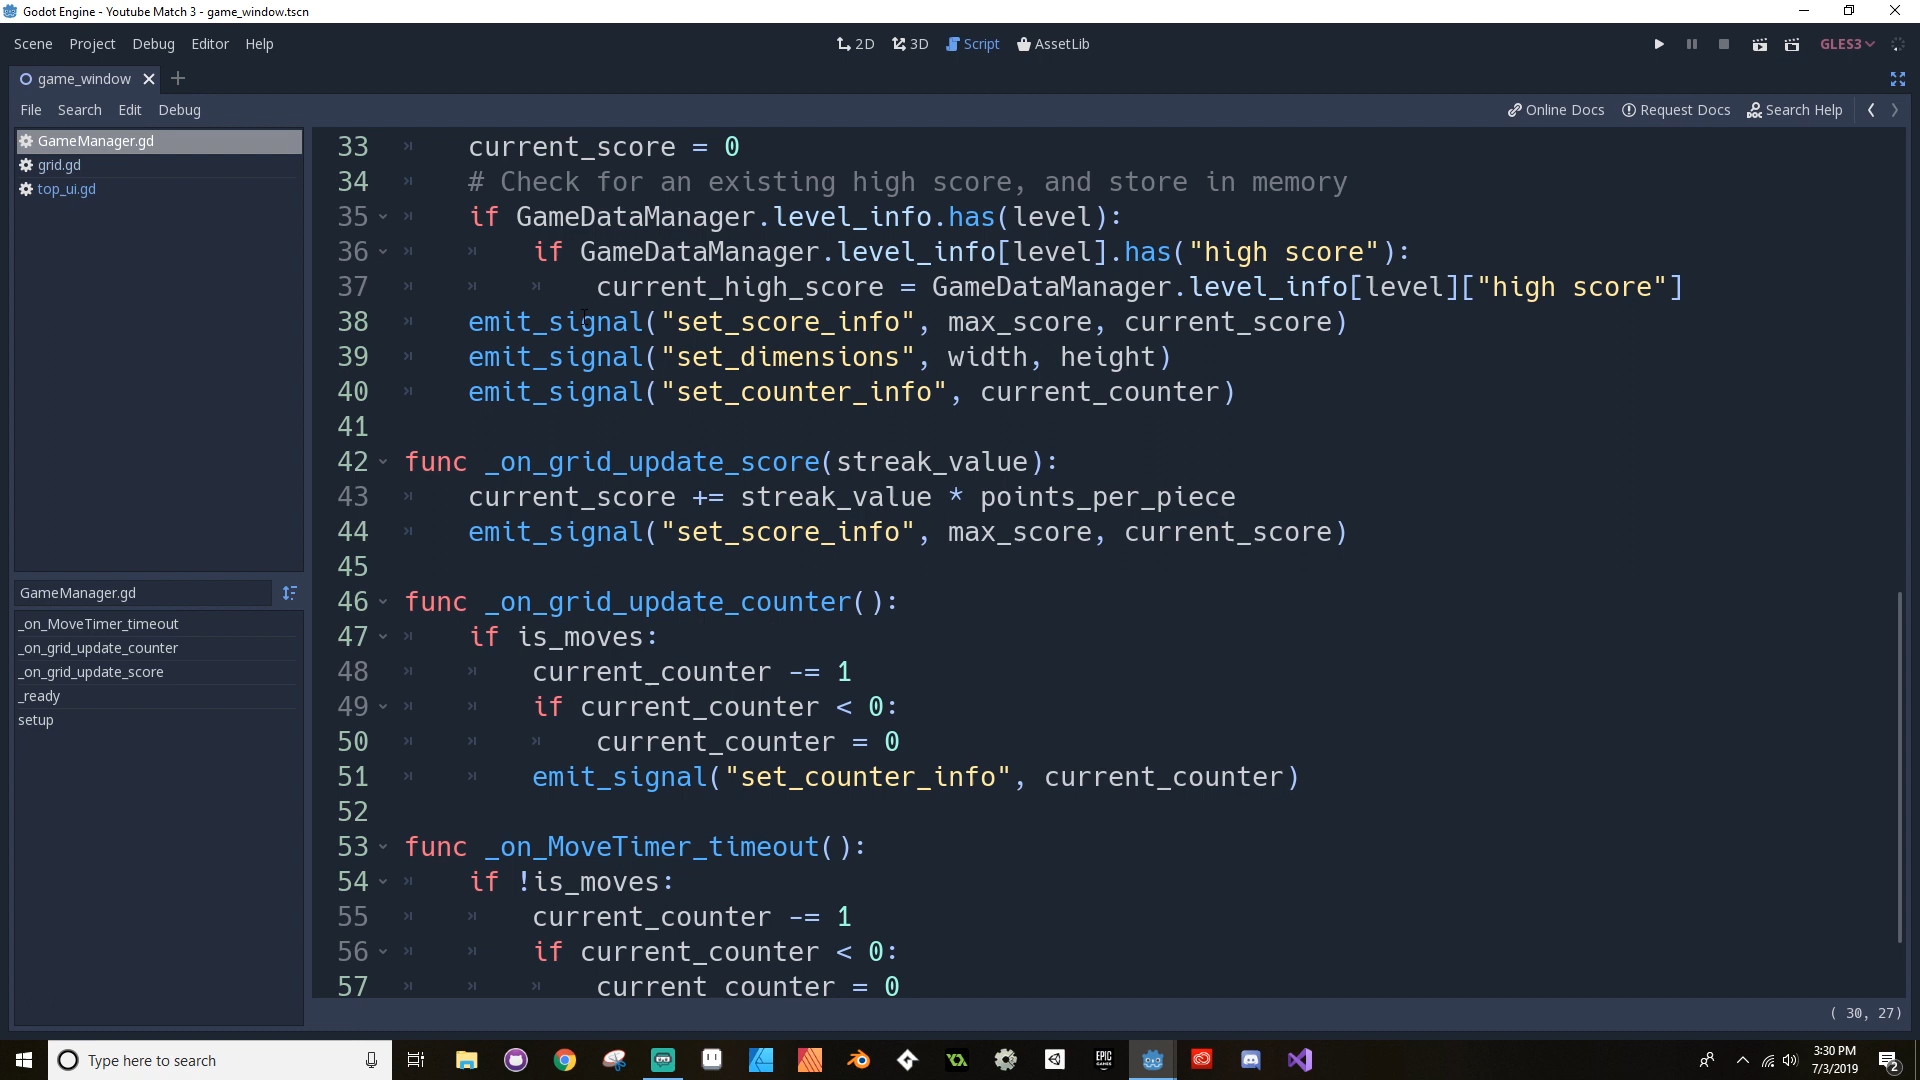 Godot Engine - Youtube Match 3 - game_window.tscn
Scene Project Debug Editor Help
2D 3D Script AssetLib
GLES3
game_window
File Search Edit Debug
Online Docs Request Docs Search Help
GameManager.gd
grid.gd
top_ui.gd
GameManager.gd
_on_MoveTimer_timeout
_on_grid_update_counter
_on_grid_update_score
_ready
setup
33 current_score = 0
34 # Check for an existing high score, and store in memory
35 if GameDataManager.level_info.has(level):
36 if GameDataManager.level_info[level].has("high score"):
37 current_high_score = GameDataManager.level_info[level]["high score"]
38 emit_signal("set_score_info", max_score, current_score)
39 emit_signal("set_dimensions", width, height)
40 emit_signal("set_counter_info", current_counter)
41
42 func _on_grid_update_score(streak_value):
43 current_score += streak_value * points_per_piece
44 emit_signal("set_score_info", max_score, current_score)
45
46 func _on_grid_update_counter():
47 if is_moves:
48 current_counter -= 1
49 if current_counter < 0:
50 current_counter = 0
51 emit_signal("set_counter_info", current_counter)
52
53 func _on_MoveTimer_timeout():
54 if !is_moves:
55 current_counter -= 1
56 if current_counter < 0:
57 current_counter = 0
( 30, 27)
Type here to search
EPIC GAMES
3:30 PM
7/3/2019
2